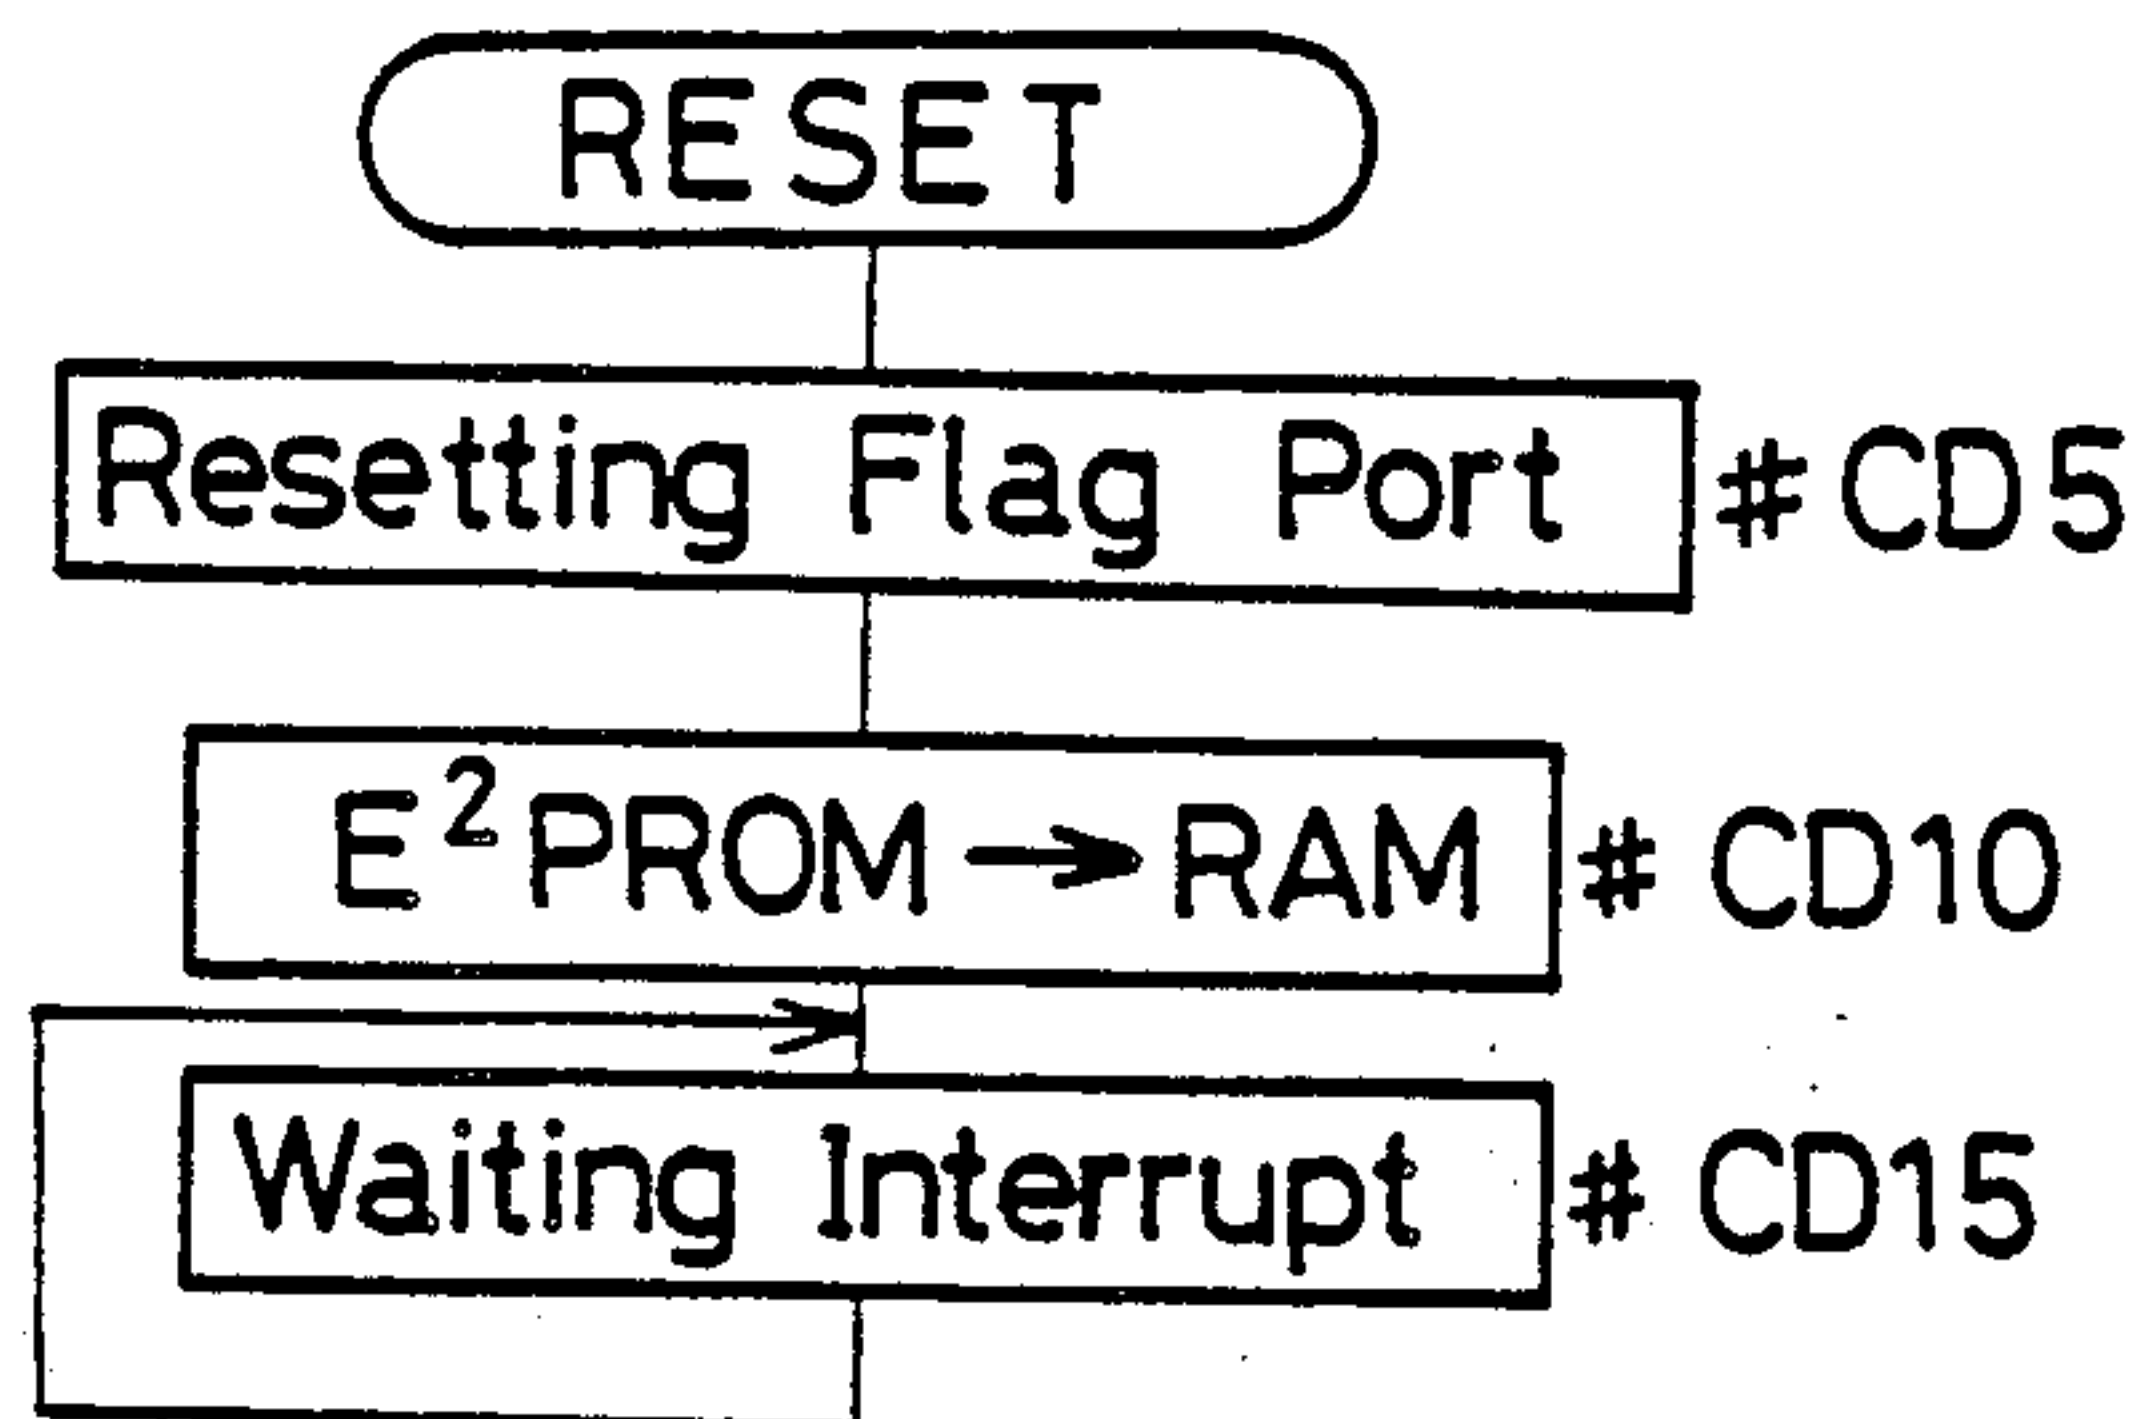 RESET
Resetting Flag Port #CD5
E²PROM → RAM # CD10
Waiting Interrupt # CD15